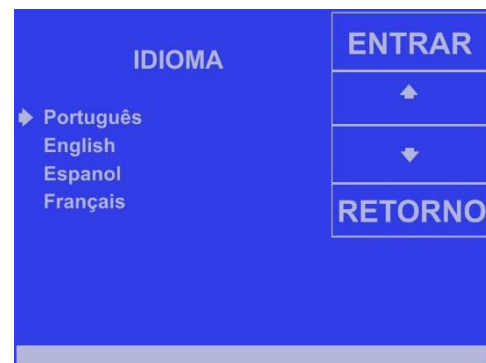 IDIOMA
Português
English
Espanol
Français
ENTRAR
RETORNO